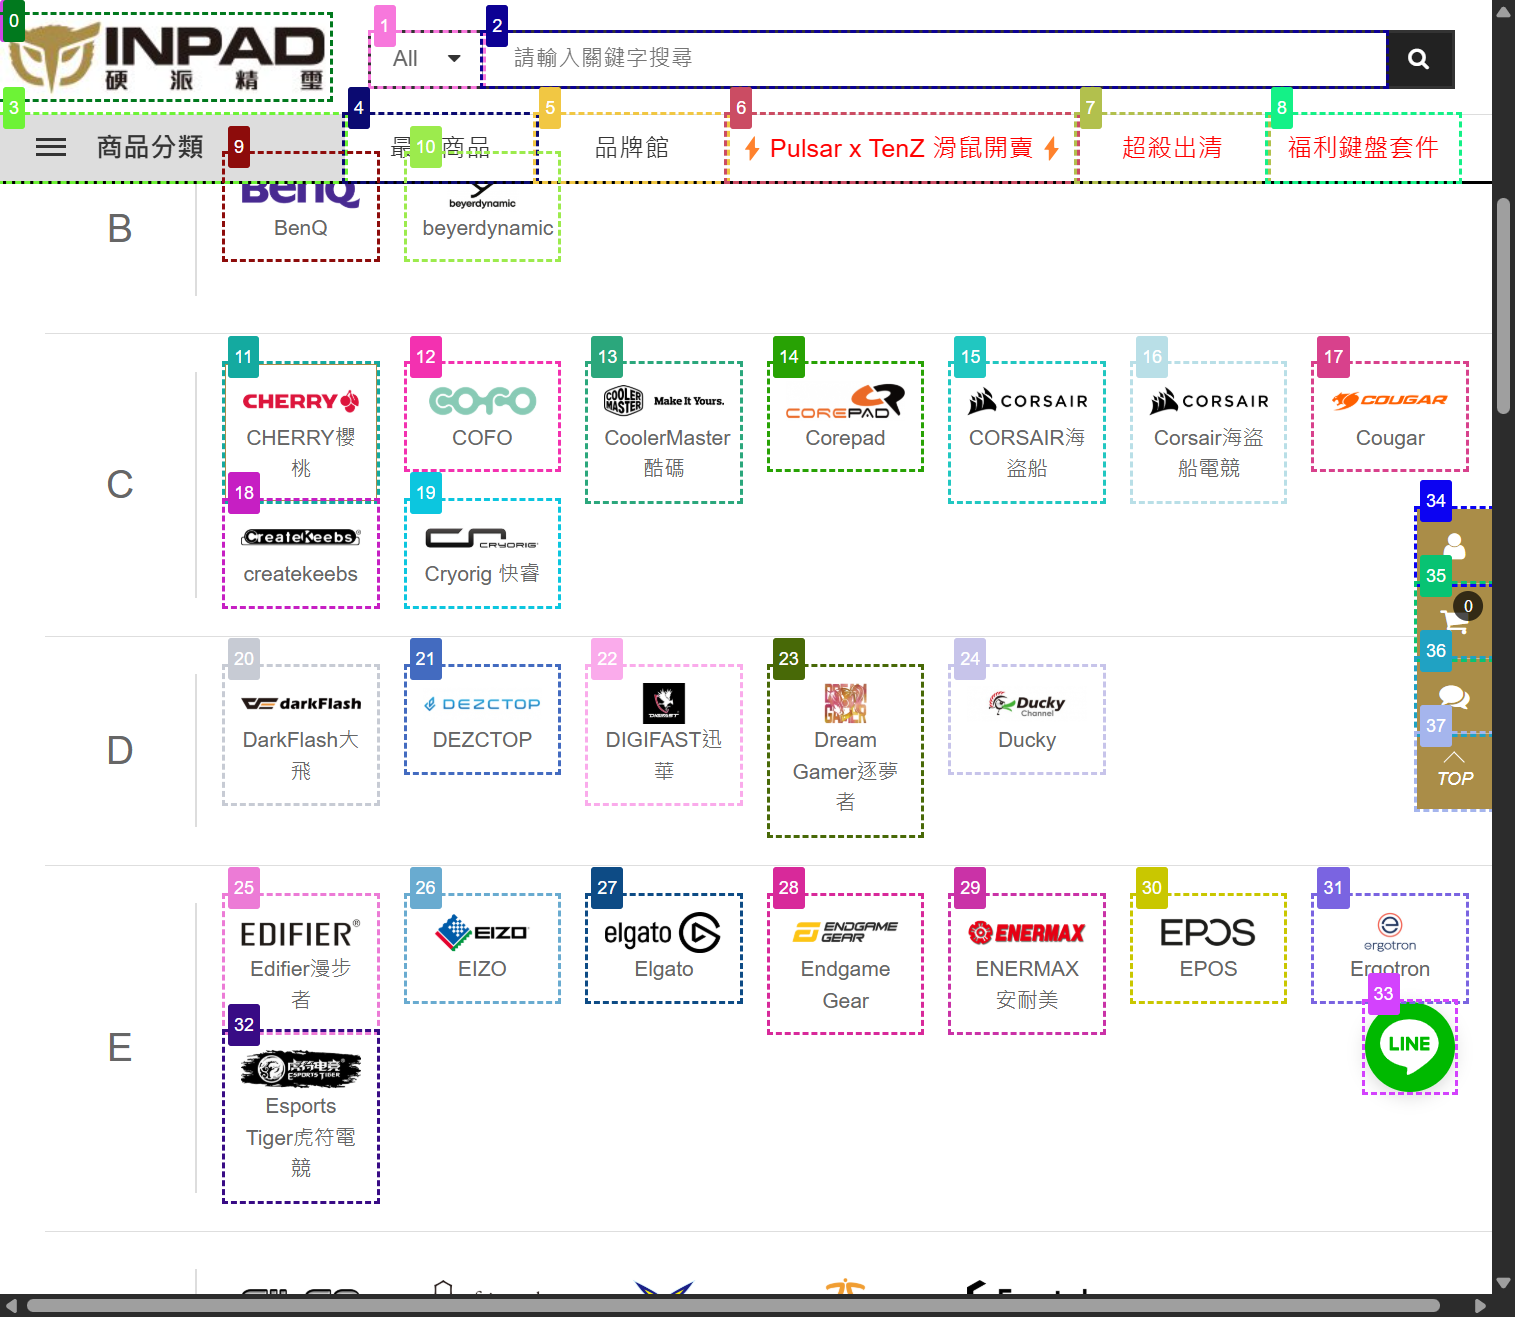 0
INPAD
硬派精璽
1
All
2
請輸入關鍵字搜尋
3
商品分類
4
最 商品
5
品牌館
6
Pulsar x TenZ 滑鼠開賣
7
超殺出清
8
福利鍵盤套件
B
9
BenQ
BenQ
10
beyerdynamic
beyerdynamic
C
11
CHERRY
CHERRY櫻
桃
12
COFO
COFO
13
COOLER MASTER Make It Yours.
CoolerMaster
酷碼
14
COREPAD
Corepad
15
CORSAIR
CORSAIR海
盜船
16
CORSAIR
Corsair海盜
船電競
17
COUGAR
Cougar
18
CreateKeebs
createkeebs
19
CRYORIG
Cryorig 快睿
D
20
darkFlash
DarkFlash大
飛
21
DEZCTOP
DEZCTOP
22
DIGIFAST
DIGIFAST迅
華
23
DREAM GAMER
Dream
Gamer逐夢
者
24
Ducky
Channel
Ducky
34
35
0
36
37
TOP
E
25
EDIFIER®
Edifier漫步
者
26
EIZO
EIZO
27
elgato
Elgato
28
ENDGAME
GEAR
Endgame
Gear
29
ENERMAX
ENERMAX
安耐美
30
EPOS
EPOS
31
ergotron
Ergotron
32
虎符电竞
ESPORTS TIGER
Esports
Tiger虎符電
競
33
LINE